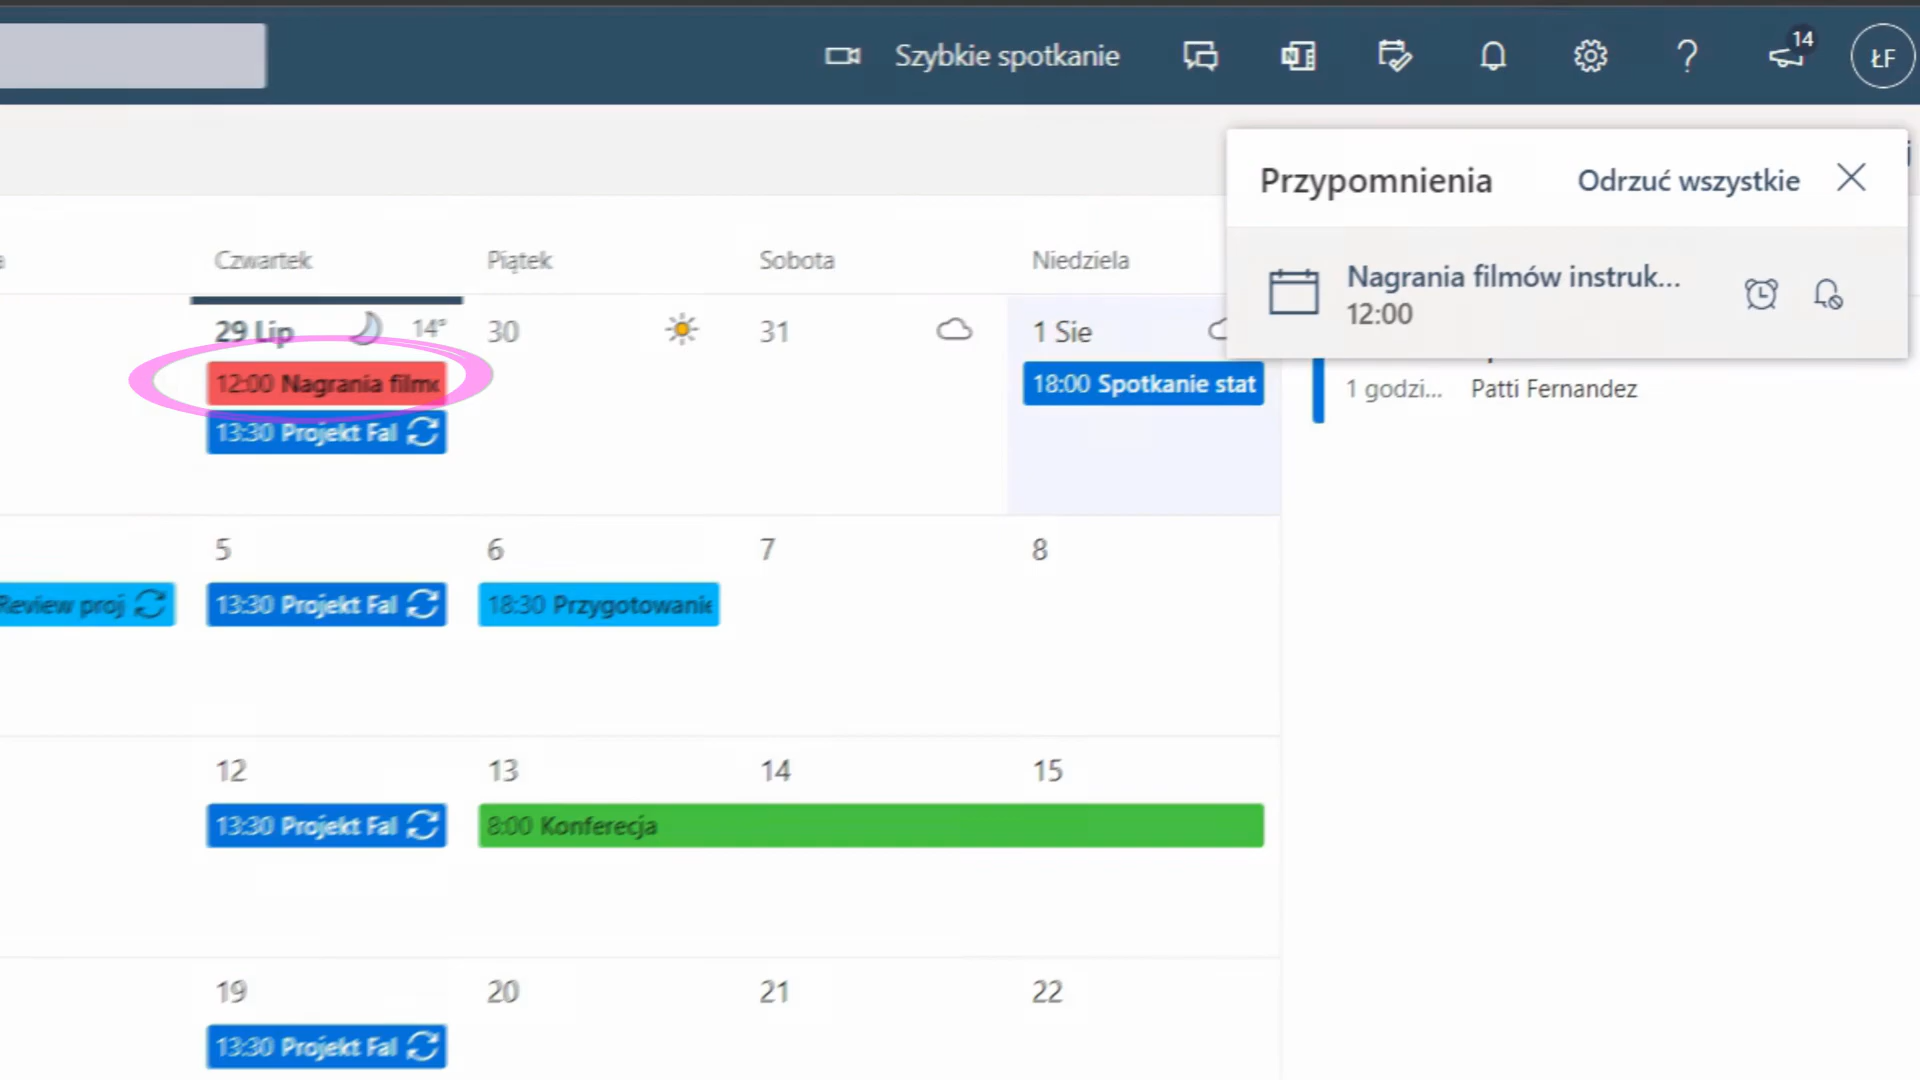 Szybkie spotkanie
14
ŁF
Przypomnienia
Odrzuć wszystkie
Nagrania filmów instruk...
12:00
1 godzi...
Patti Fernandez
Czwartek
Piątek
Sobota
Niedziela
29 Lip
14°
30
31
1 Sie
12:00 Nagrania filmo
18:00 Spotkanie stat
13:30 Projekt Fal
5
6
7
8
Review proj
13:30 Projekt Fal
18:30 Przygotowanie
12
13
14
15
13:30 Projekt Fal
8:00 Konferecja
19
20
21
22
13:30 Projekt Fal